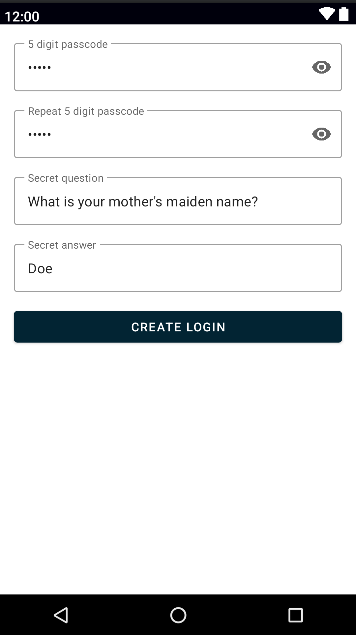 12:00
5 digit passcode
•••••
Repeat 5 digit passcode
•••••
Secret question
What is your mother's maiden name?
Secret answer
Doe
CREATE LOGIN